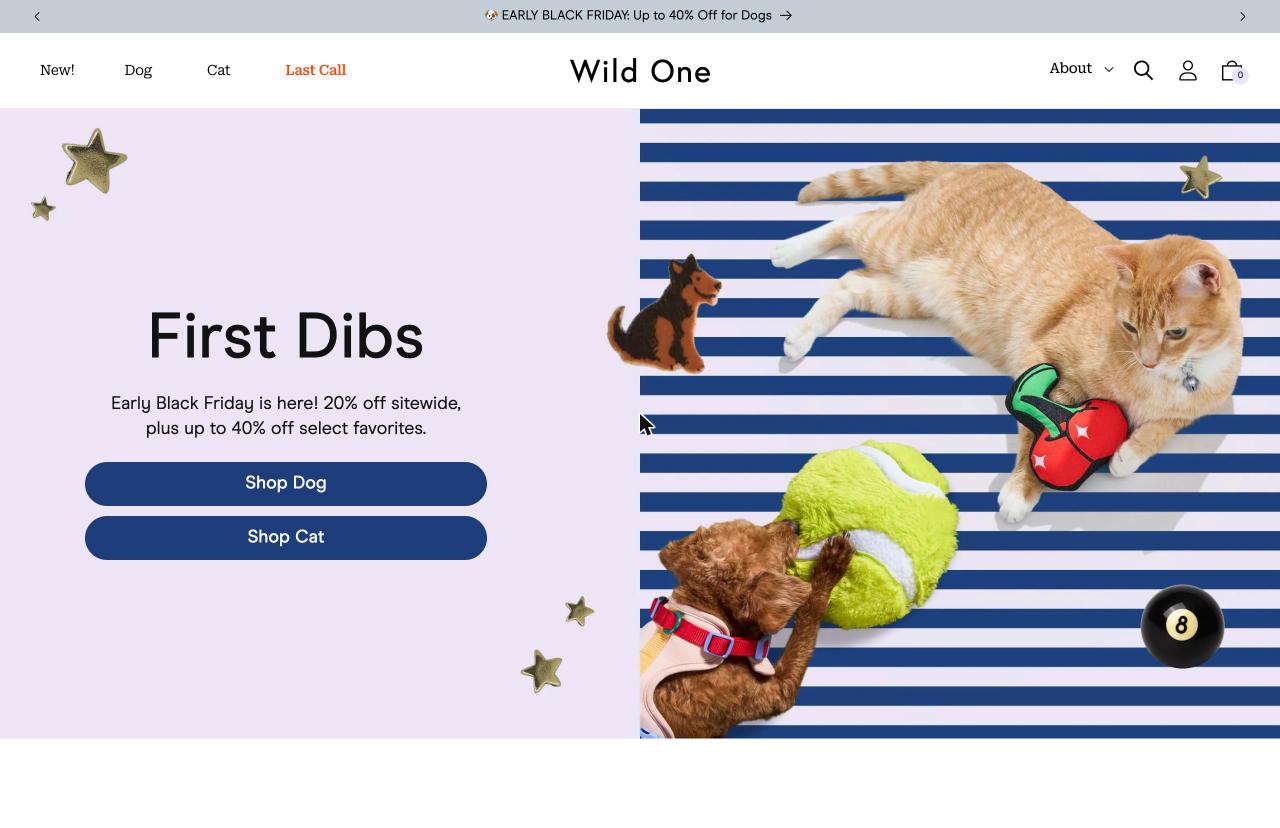 EARLY BLACK FRIDAY: Up to 40% Off for Dogs →
New!
Dog
Cat
Last Call
Wild One
About
0
First Dibs
Early Black Friday is here! 20% off sitewide,
plus up to 40% off select favorites.
Shop Dog
Shop Cat
8